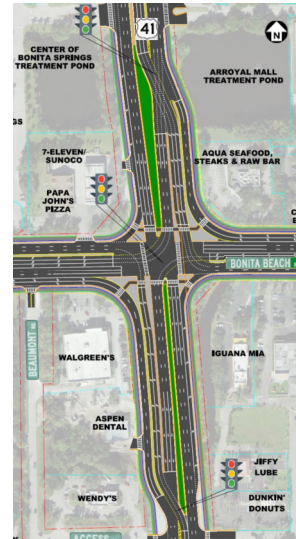 41
N
CENTER OF
BONITA SPRINGS
TREATMENT POND
ARROYAL MALL
TREATMENT POND
GS
7-ELEVEN/
SUNOCO
AQUA SEAFOOD,
STEAKS & RAW BAR
PAPA
JOHN'S
PIZZA
C
BONITA BEACH
BEAUMONT RD
WALGREEN'S
IGUANA MIA
ASPEN
DENTAL
JIFFY
LUBE
WENDY'S
DUNKIN'
DONUTS
ACCESS